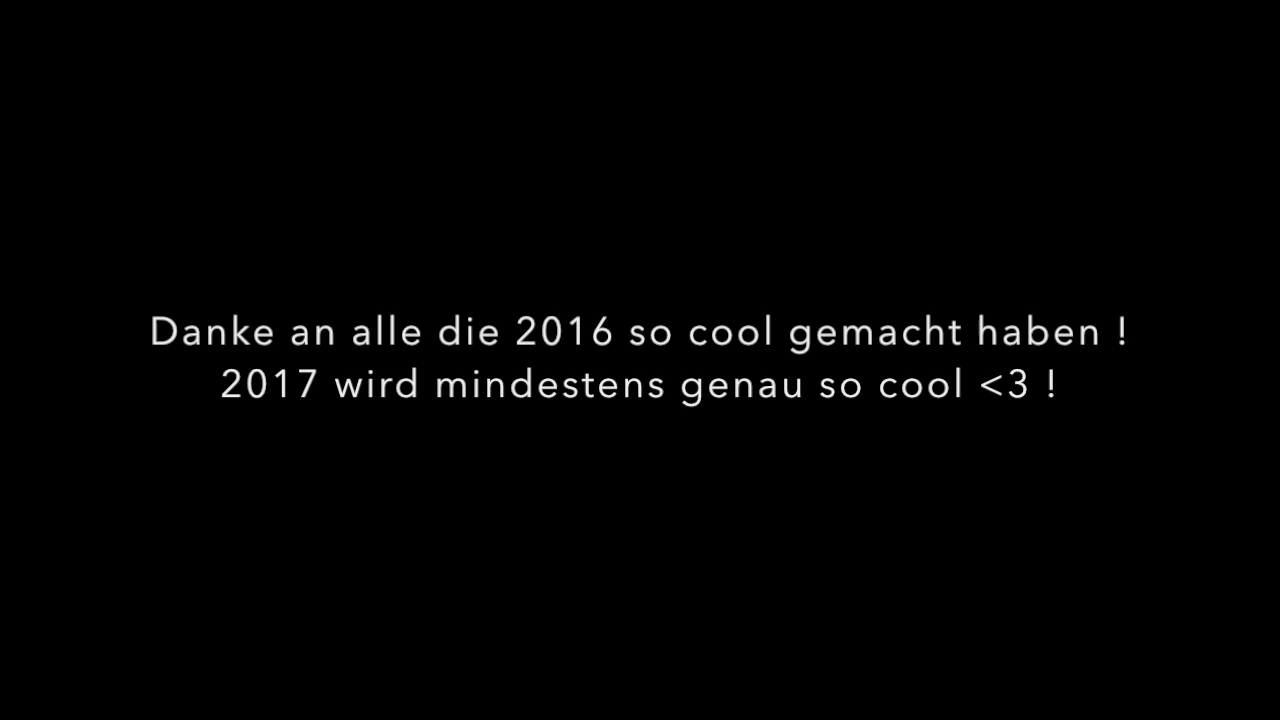 Danke an alle die 2016 so cool gemacht haben !
2017 wird mindestens genau so cool <3 !